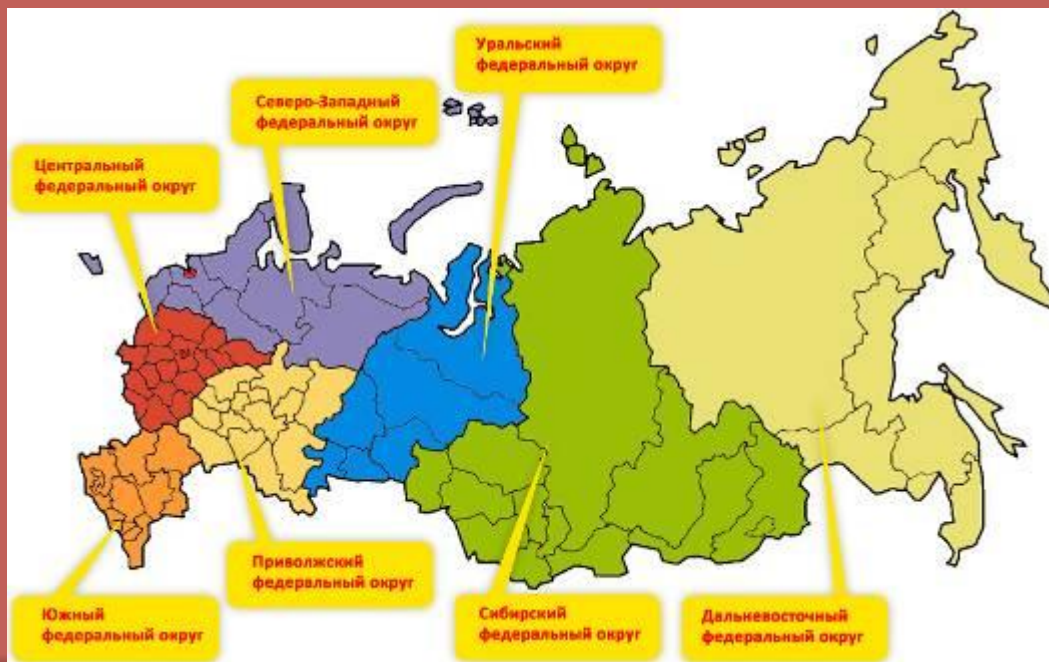 Уральский
федеральный округ
Северо-Западный
федеральный округ
Центральный
федеральный округ
Приволжский
федеральный округ
Южный
федеральный округ
Сибирский
федеральный округ
Дальневосточный
федеральный округ